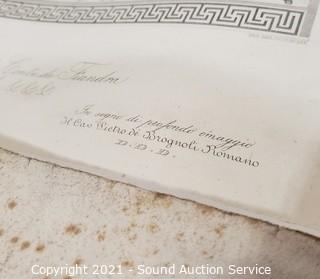 Conte di Fiandra
In segno di profondo omaggio
Il Cav Pietro de Brognoli Romano
D. D. D.
Copyright © 2021 - Sound Auction Service